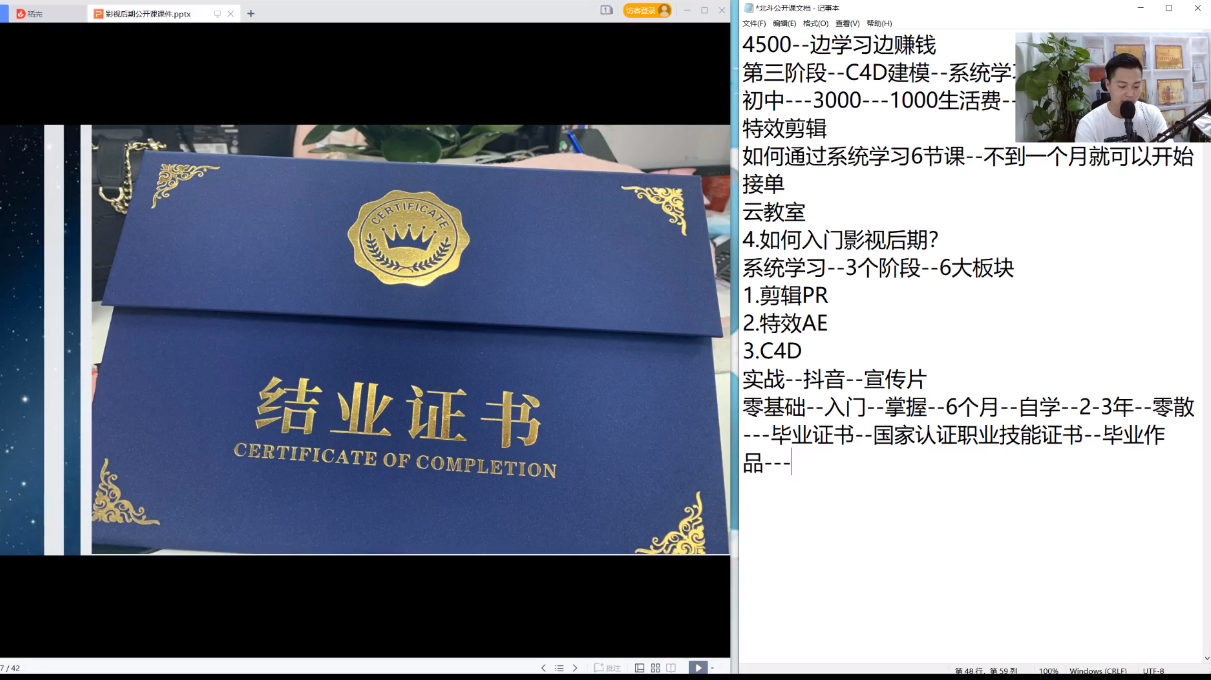 稻壳
影视后期公开课课件.pptx
CERTIFICATE
结业证书
CERTIFICATE OF COMPLETION
7 / 42
批注
*北斗公开课文档 - 记事本
文件(F) 编辑(E) 格式(O) 查看(V) 帮助(H)
4500--边学习边赚钱
第三阶段--C4D建模--系统学习
初中---3000---1000生活费--
特效剪辑
如何通过系统学习6节课--不到一个月就可以开始
接单
云教室
4.如何入门影视后期？
系统学习--3个阶段--6大板块
1.剪辑PR
2.特效AE
3.C4D
实战--抖音--宣传片
零基础--入门--掌握--6个月--自学--2-3年--零散
---毕业证书--国家认证职业技能证书--毕业作
品---
第 48 行，第 59 列 100% Windows (CRLF) UTF-8